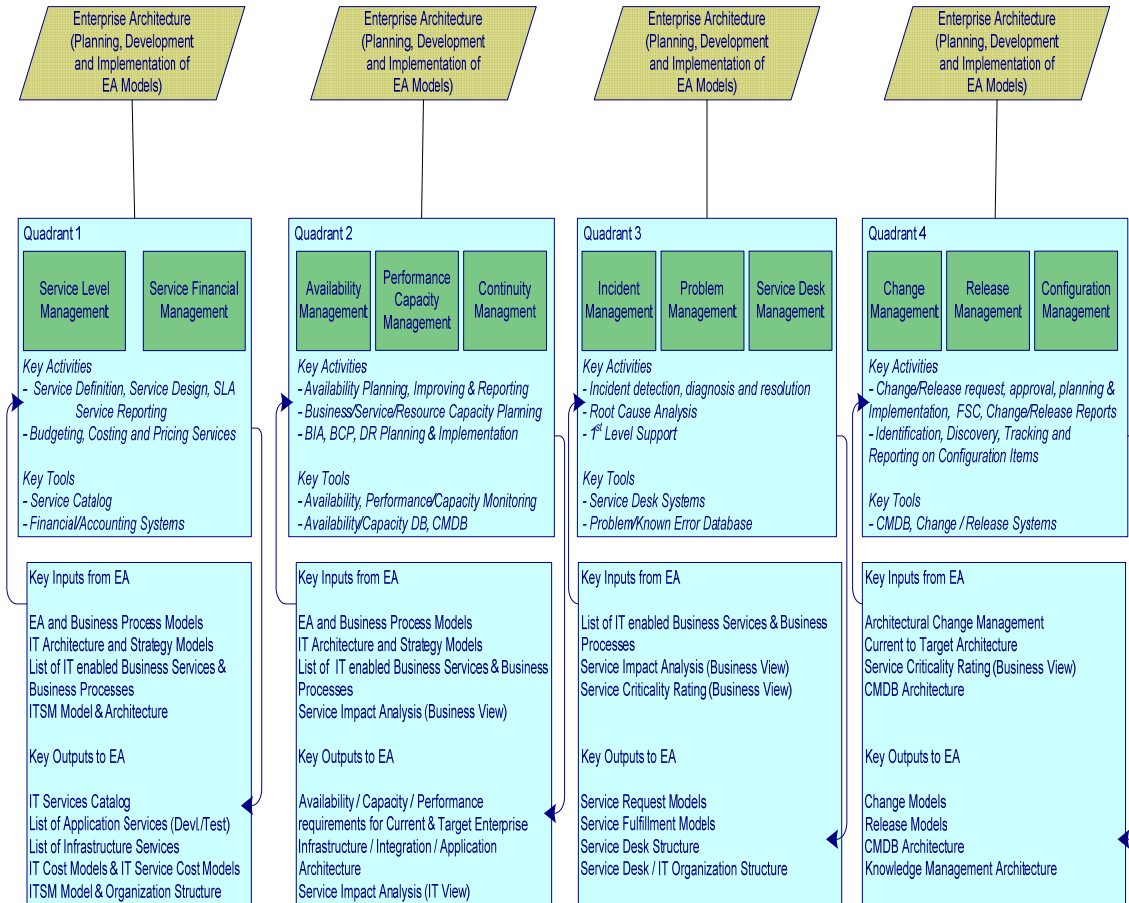 Enterprise Architecture
(Planning, Development
and Implementation of
EA Models)
Enterprise Architecture
(Planning, Development
and Implementation of
EA Models)
Enterprise Architecture
(Planning, Development
and Implementation of
EA Models)
Enterprise Architecture
(Planning, Development
and Implementation of
EA Models)
Quadrant 1
Service Level
Management
Service Financial
Management
Key Activities
- Service Definition, Service Design, SLA
Service Reporting
- Budgeting, Costing and Pricing Services
Key Tools
- Service Catalog
- Financial/Accounting Systems
Quadrant 2
Availability
Management
Performance
Capacity
Management
Continuity
Managment
Key Activities
- Availability Planning, Improving & Reporting
- Business/Service/Resource Capacity Planning
- BIA, BCP, DR Planning & Implementation
Key Tools
- Availability, Performance/Capacity Monitoring
- Availability/Capacity DB, CMDB
Quadrant 3
Incident
Management
Problem
Management
Service Desk
Management
Key Activities
- Incident detection, diagnosis and resolution
- Root Cause Analysis
- 1st Level Support
Key Tools
- Service Desk Systems
- Problem/Known Error Database
Quadrant 4
Change
Management
Release
Management
Configuration
Management
Key Activities
- Change/Release request, approval, planning &
Implementation, FSC, Change/Release Reports
- Identification, Discovery, Tracking and
Reporting on Configuration Items
Key Tools
- CMDB, Change / Release Systems
Key Inputs from EA
EA and Business Process Models
IT Architecture and Strategy Models
List of IT enabled Business Services &
Business Processes
ITSM Model & Architecture
Key Outputs to EA
IT Services Catalog
List of Application Services (Devl./Test)
List of Infrastructure Services
IT Cost Models & IT Service Cost Models
ITSM Model & Organization Structure
Key Inputs from EA
EA and Business Process Models
IT Architecture and Strategy Models
List of IT enabled Business Services & Business
Processes
Service Impact Analysis (Business View)
Key Outputs to EA
Availability / Capacity / Performance
requirements for Current & Target Enterprise
Infrastructure / Integration / Application
Architecture
Service Impact Analysis (IT View)
Key Inputs from EA
List of IT enabled Business Services & Business
Processes
Service Impact Analysis (Business View)
Service Criticality Rating (Business View)
Key Outputs to EA
Service Request Models
Service Fulfillment Models
Service Desk Structure
Service Desk / IT Organization Structure
Key Inputs from EA
Architectural Change Management
Current to Target Architecture
Service Criticality Rating (Business View)
CMDB Architecture
Key Outputs to EA
Change Models
Release Models
CMDB Architecture
Knowledge Management Architecture